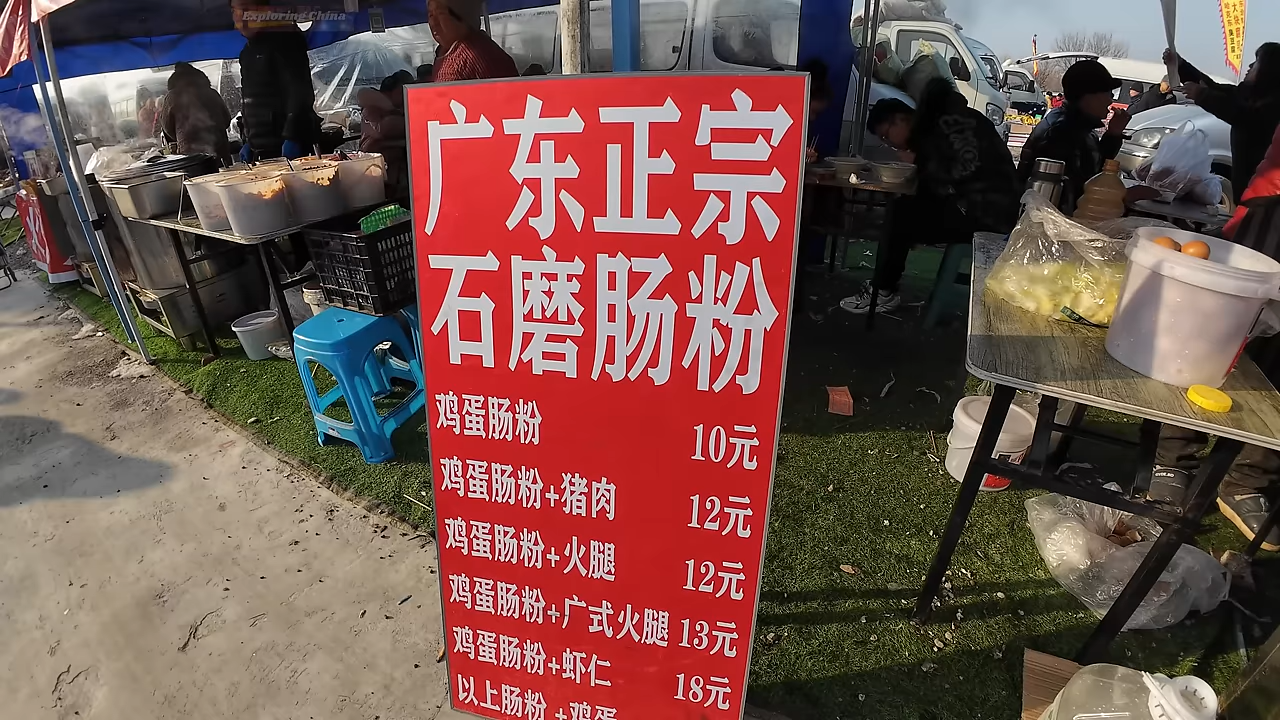 Exploring China
广东正宗
石磨肠粉
鸡蛋肠粉 10元
鸡蛋肠粉+猪肉 12元
鸡蛋肠粉+火腿 12元
鸡蛋肠粉+广式火腿 13元
鸡蛋肠粉+虾仁 18元
以上肠粉+鸡蛋